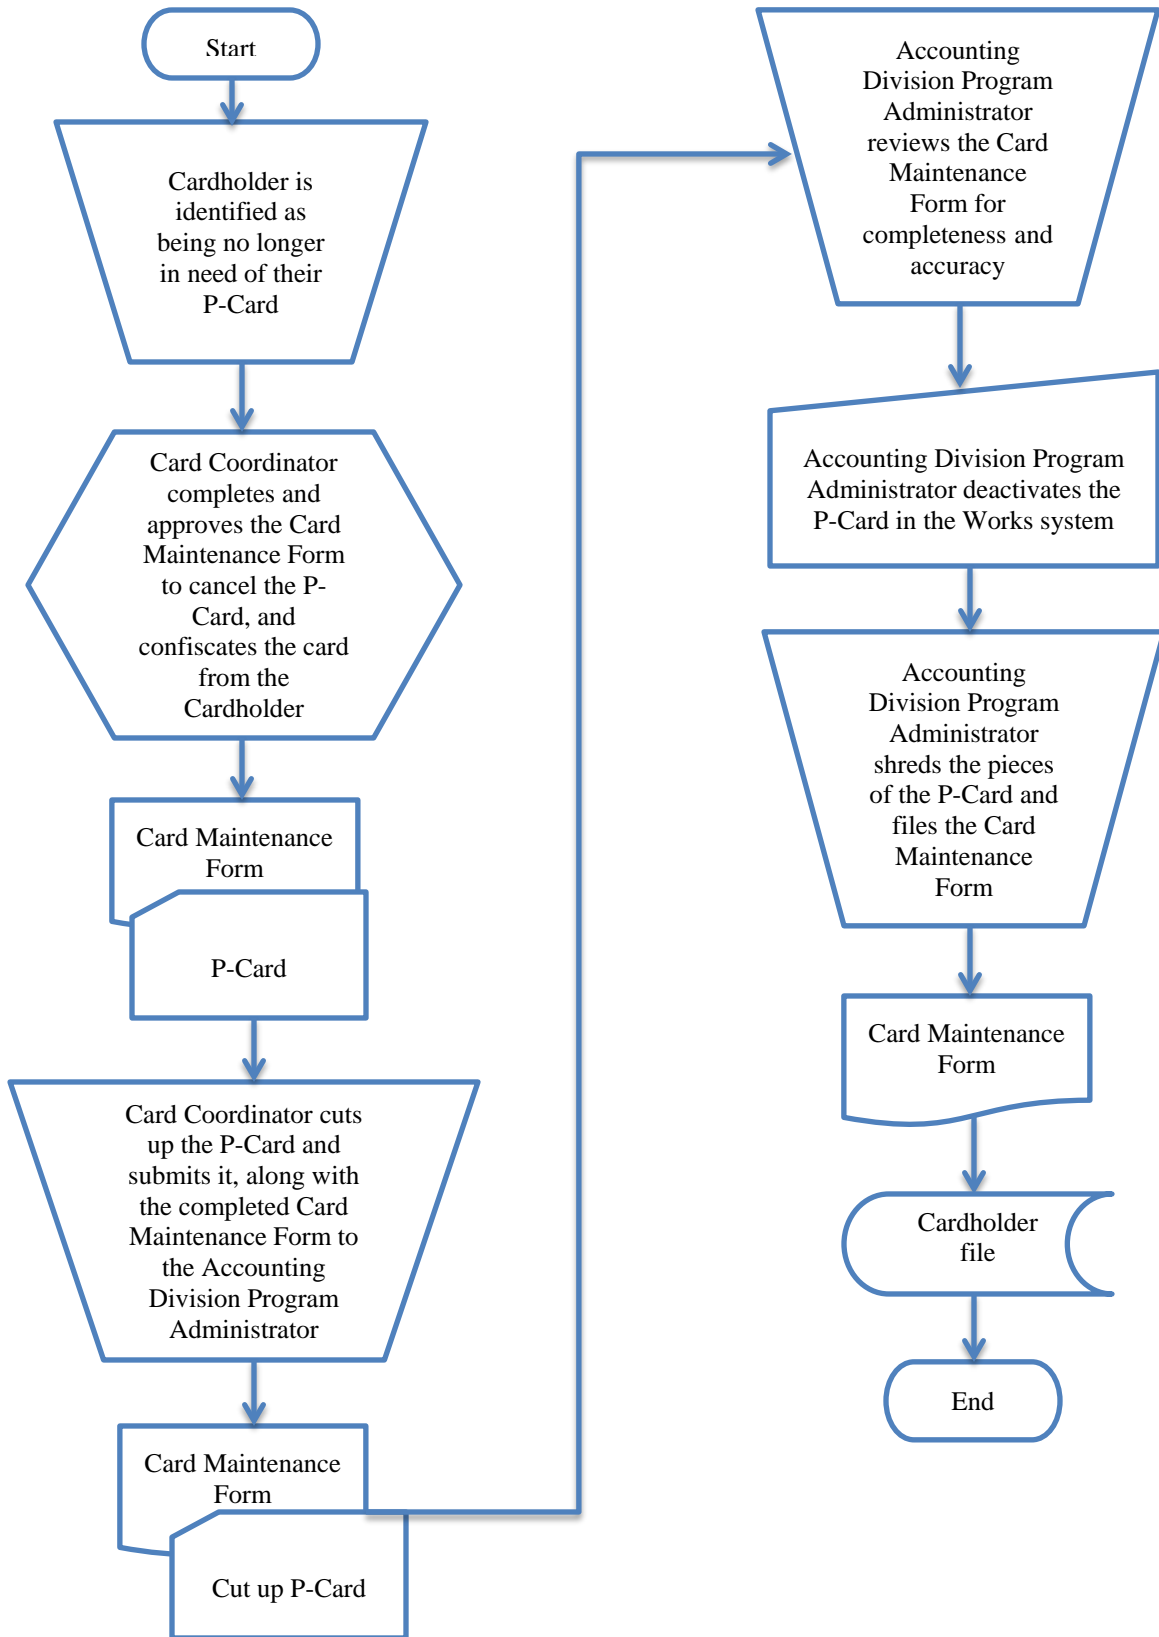 Start
Cardholder is
identified as
being no longer
in need of their
P-Card
Card Coordinator
completes and
approves the Card
Maintenance Form
to cancel the P-
Card, and
confiscates the card
from the
Cardholder
Card Maintenance
Form
P-Card
Card Coordinator cuts
up the P-Card and
submits it, along with
the completed Card
Maintenance Form to
the Accounting
Division Program
Administrator
Card Maintenance
Form
Cut up P-Card
Accounting
Division Program
Administrator
reviews the Card
Maintenance
Form for
completeness and
accuracy
Accounting Division Program
Administrator deactivates the
P-Card in the Works system
Accounting
Division Program
Administrator
shreds the pieces
of the P-Card and
files the Card
Maintenance
Form
Card Maintenance
Form
Cardholder
file
End